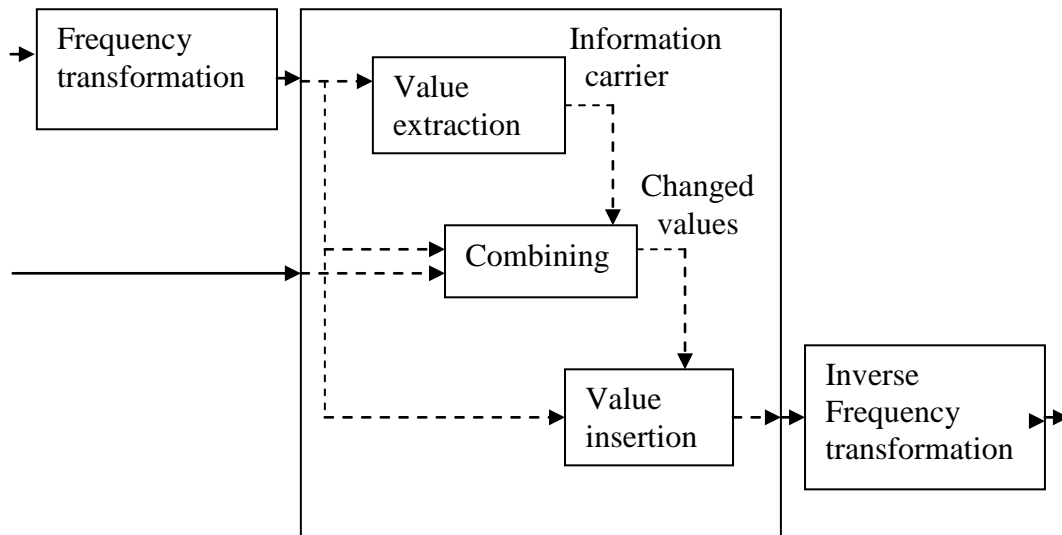 Frequency
transformation
Information
carrier
Value
extraction
Changed
values
Combining
Value
insertion
Inverse
Frequency
transformation